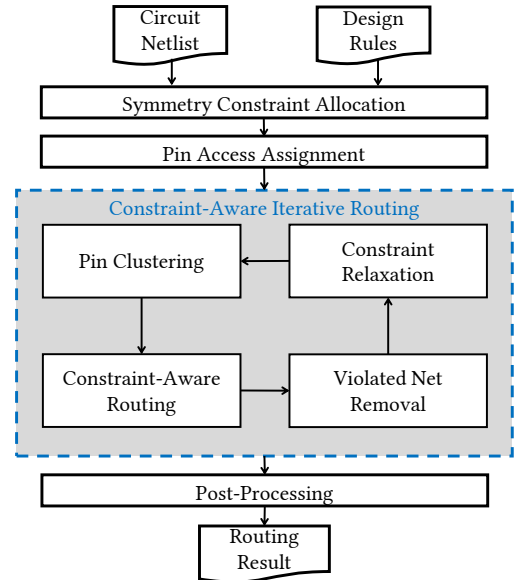 Circuit
Netlist
Design
Rules
Symmetry Constraint Allocation
Pin Access Assignment
Constraint-Aware Iterative Routing
Pin Clustering
Constraint
Relaxation
Constraint-Aware
Routing
Violated Net
Removal
Post-Processing
Routing
Result